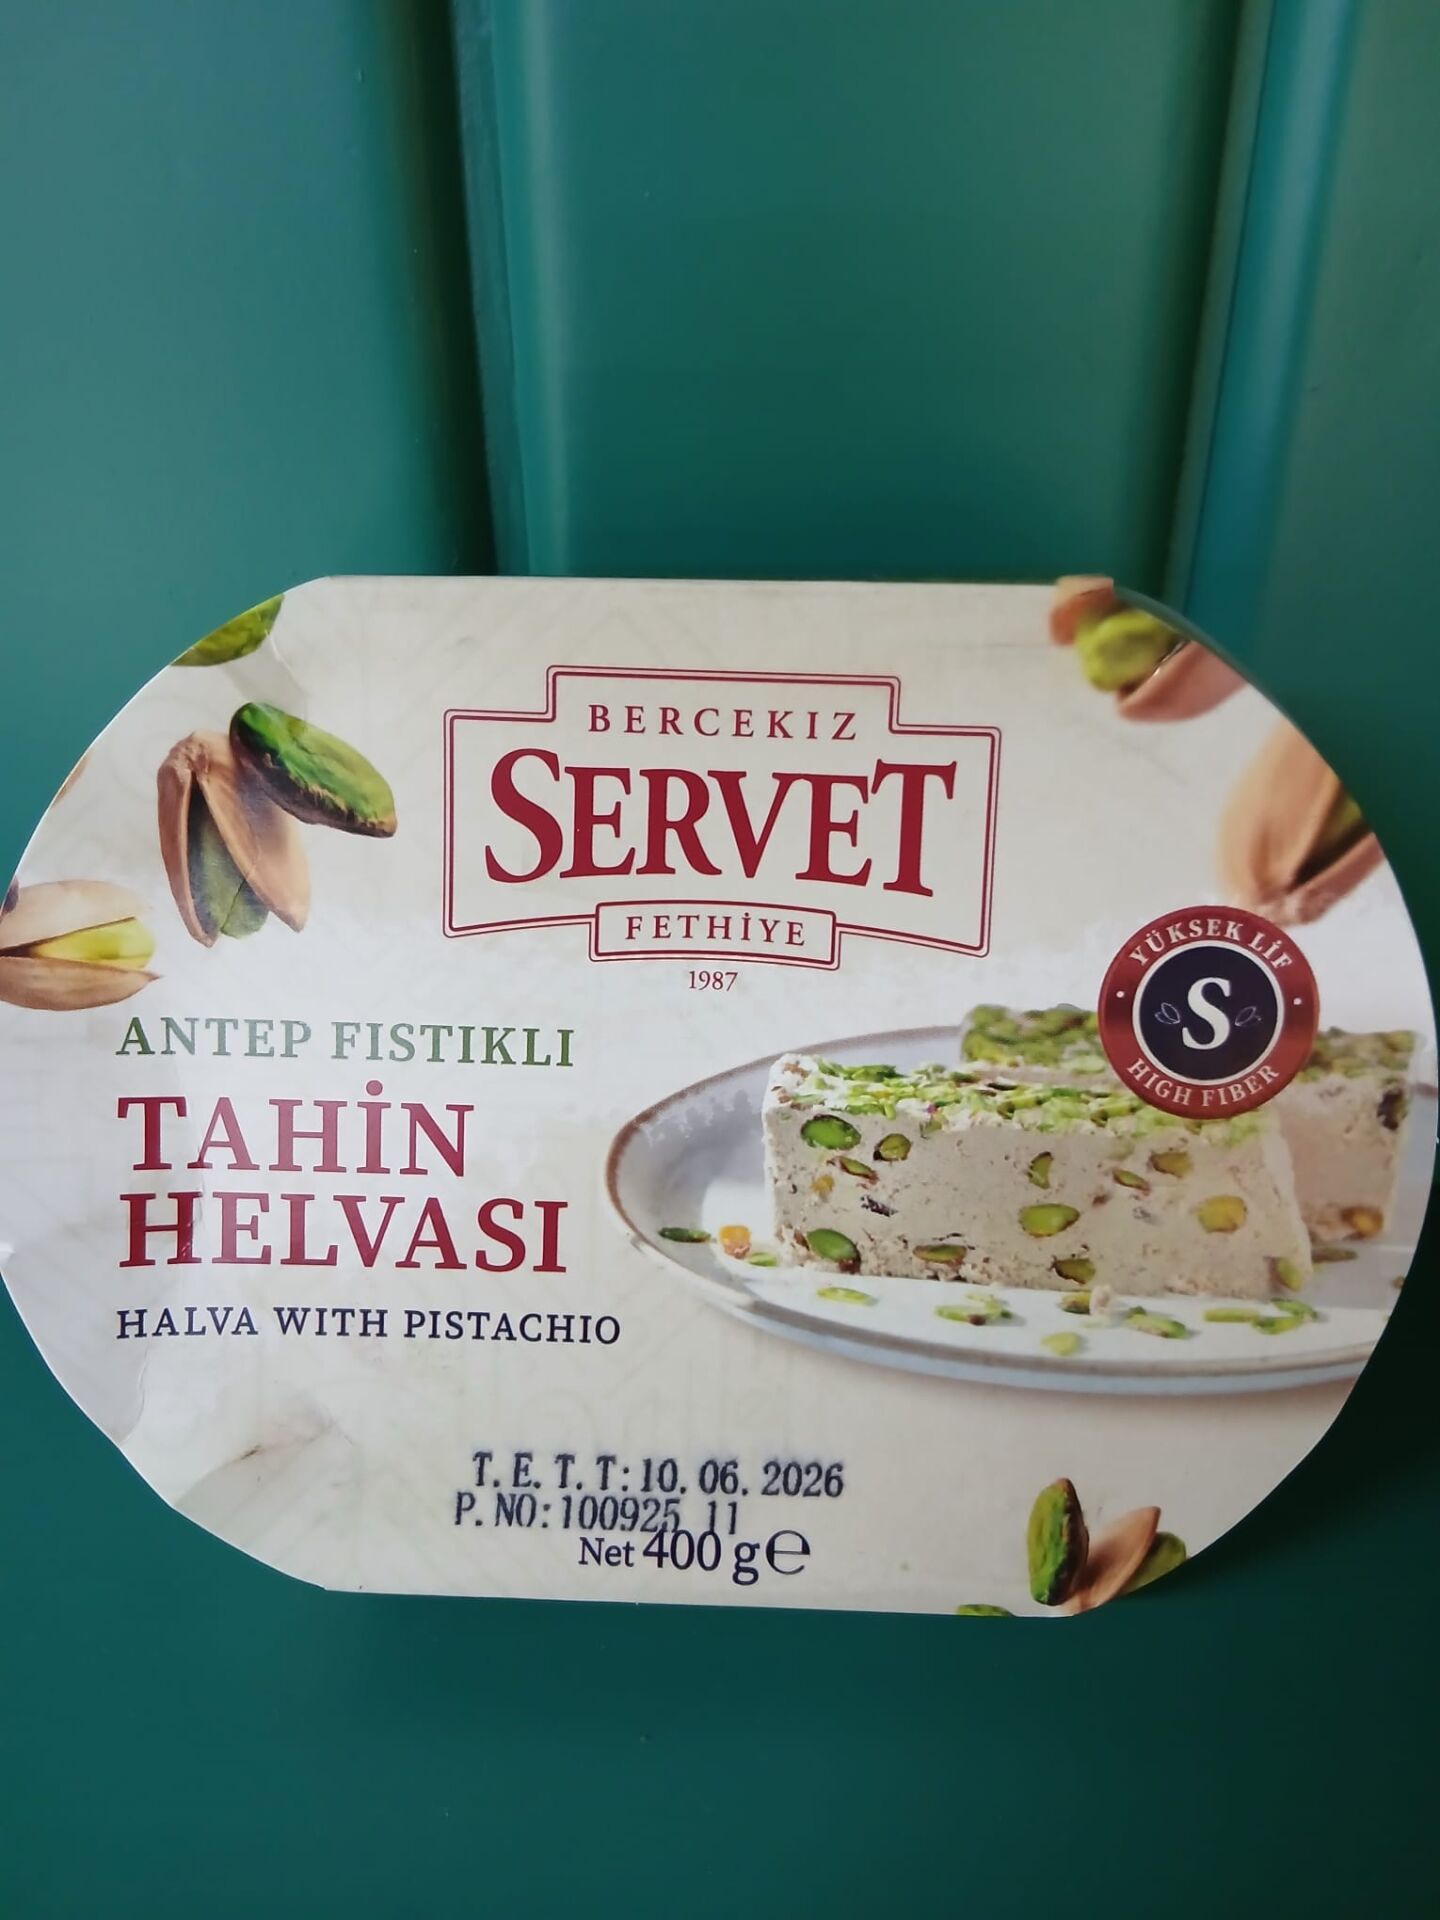 BERCEKIZ
SERVET
FETHİYE
1987
YÜKSEK LİF
S
HIGH FIBER
ANTEP FISTIKLI
TAHİN
HELVASI
HALVA WITH PISTACHIO
T. E. T. T: 10. 06. 2026
P. NO: 100925 11
Net 400 g e